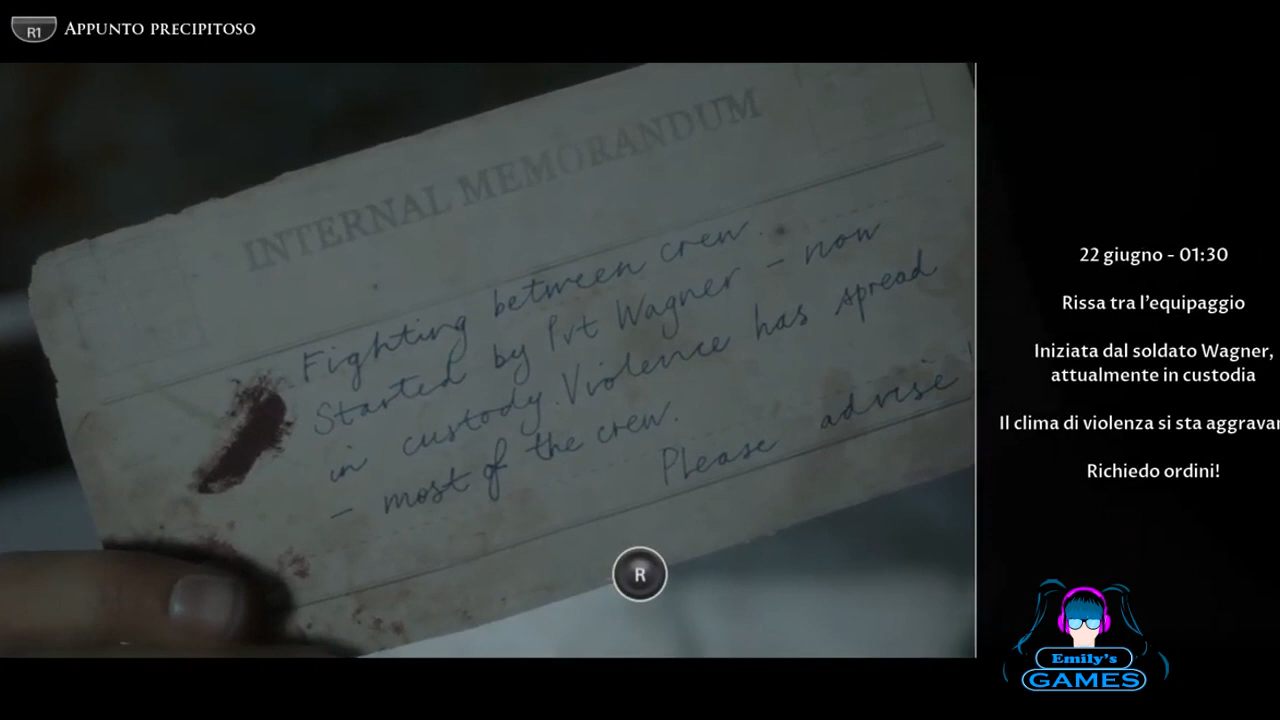 R1 APPUNTO PRECIPITOSO
INTERNAL MEMORANDUM
Fighting between crew.
Started by Pvt Wagner - now
in custody. Violence has spread
- most of the crew.
Please advise!
R
22 giugno - 01:30
Rissa tra l'equipaggio
Iniziata dal soldato Wagner,
attualmente in custodia
Il clima di violenza si sta aggravan
Richiedo ordini!
Emily's
GAMES